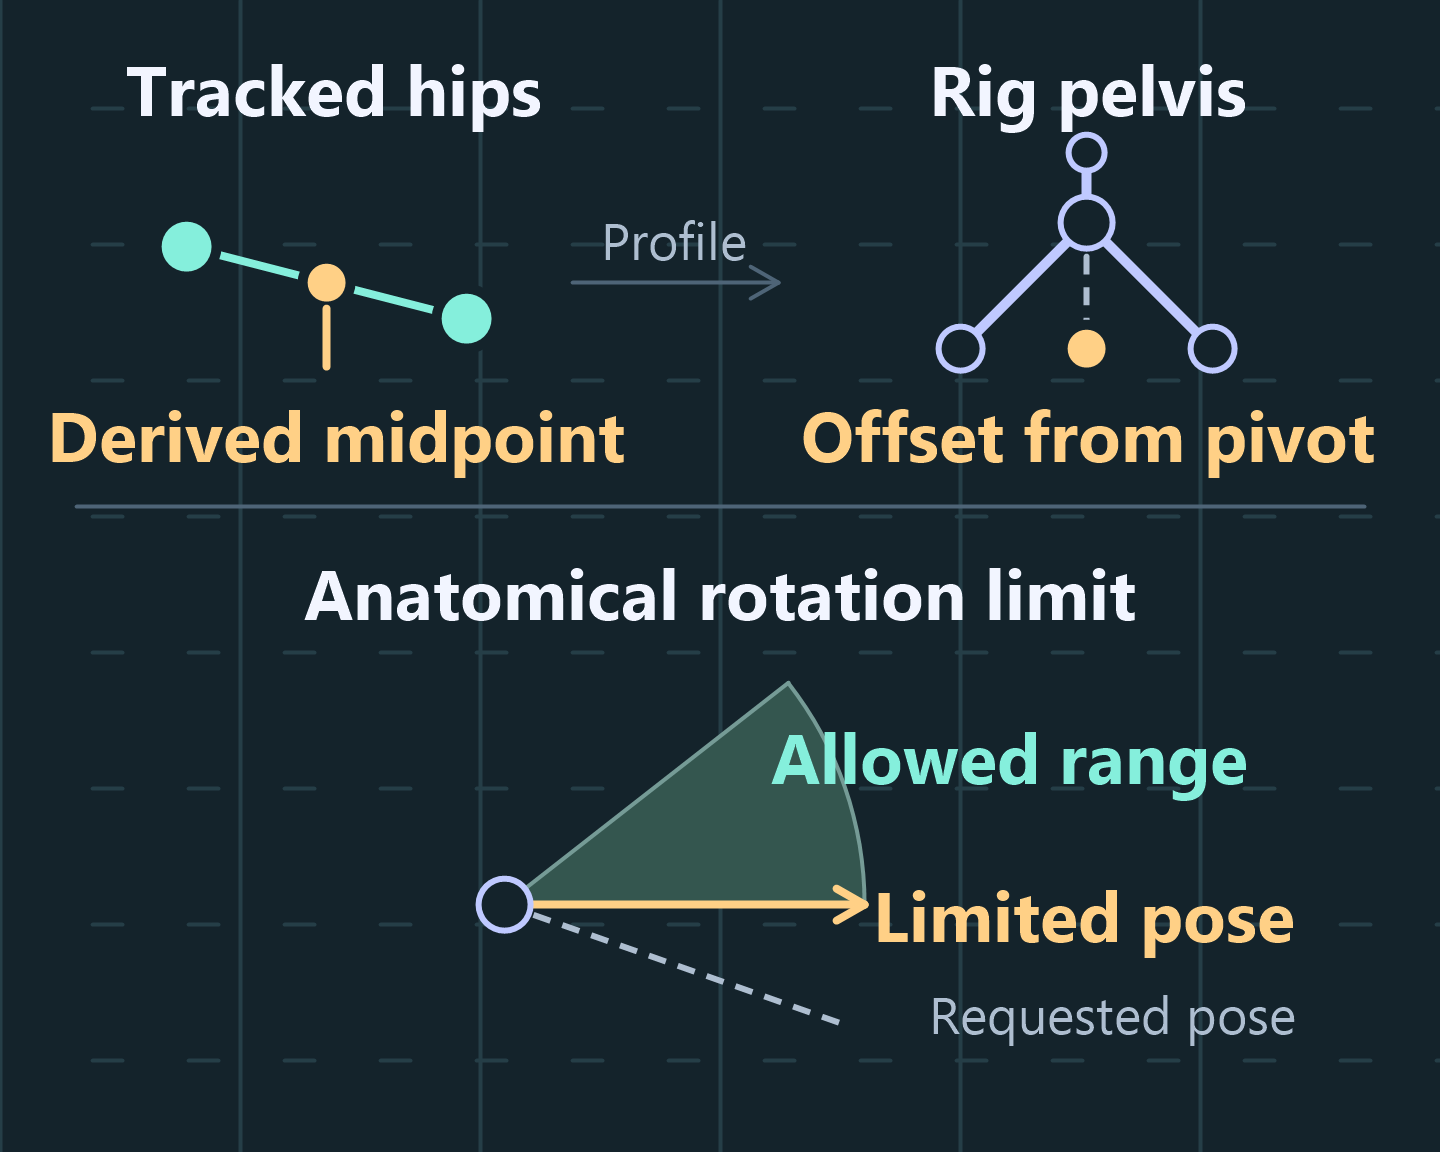 Tracked hips
Rig pelvis
Profile
Derived midpoint
Offset from pivot
Anatomical rotation limit
Allowed range
Limited pose
Requested pose